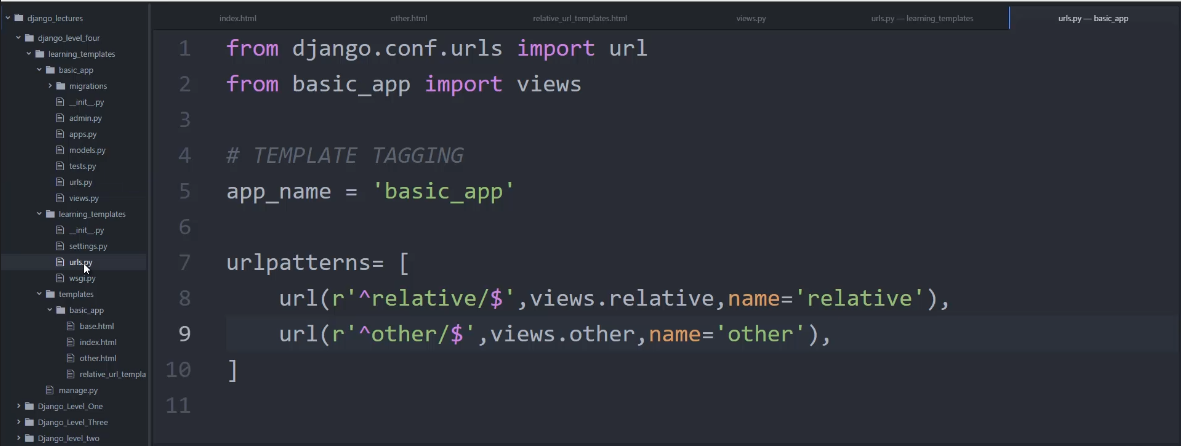 django_lectures
django_level_four
learning_templates
basic_app
migrations
__init__.py
admin.py
apps.py
models.py
tests.py
urls.py
views.py
learning_templates
__init__.py
settings.py
urls.py
wsgi.py
templates
basic_app
base.html
index.html
other.html
relative_url_templa
manage.py
Django_Level_One
Django_Level_Three
Django_level_two
index.html
other.html
relative_url_templates.html
views.py
urls.py — learning_templates
urls.py — basic_app
1 from django.conf.urls import url
2 from basic_app import views
3
4 # TEMPLATE TAGGING
5 app_name = 'basic_app'
6
7 urlpatterns= [
8 url(r'^relative/$',views.relative,name='relative'),
9 url(r'^other/$',views.other,name='other'),
10 ]
11